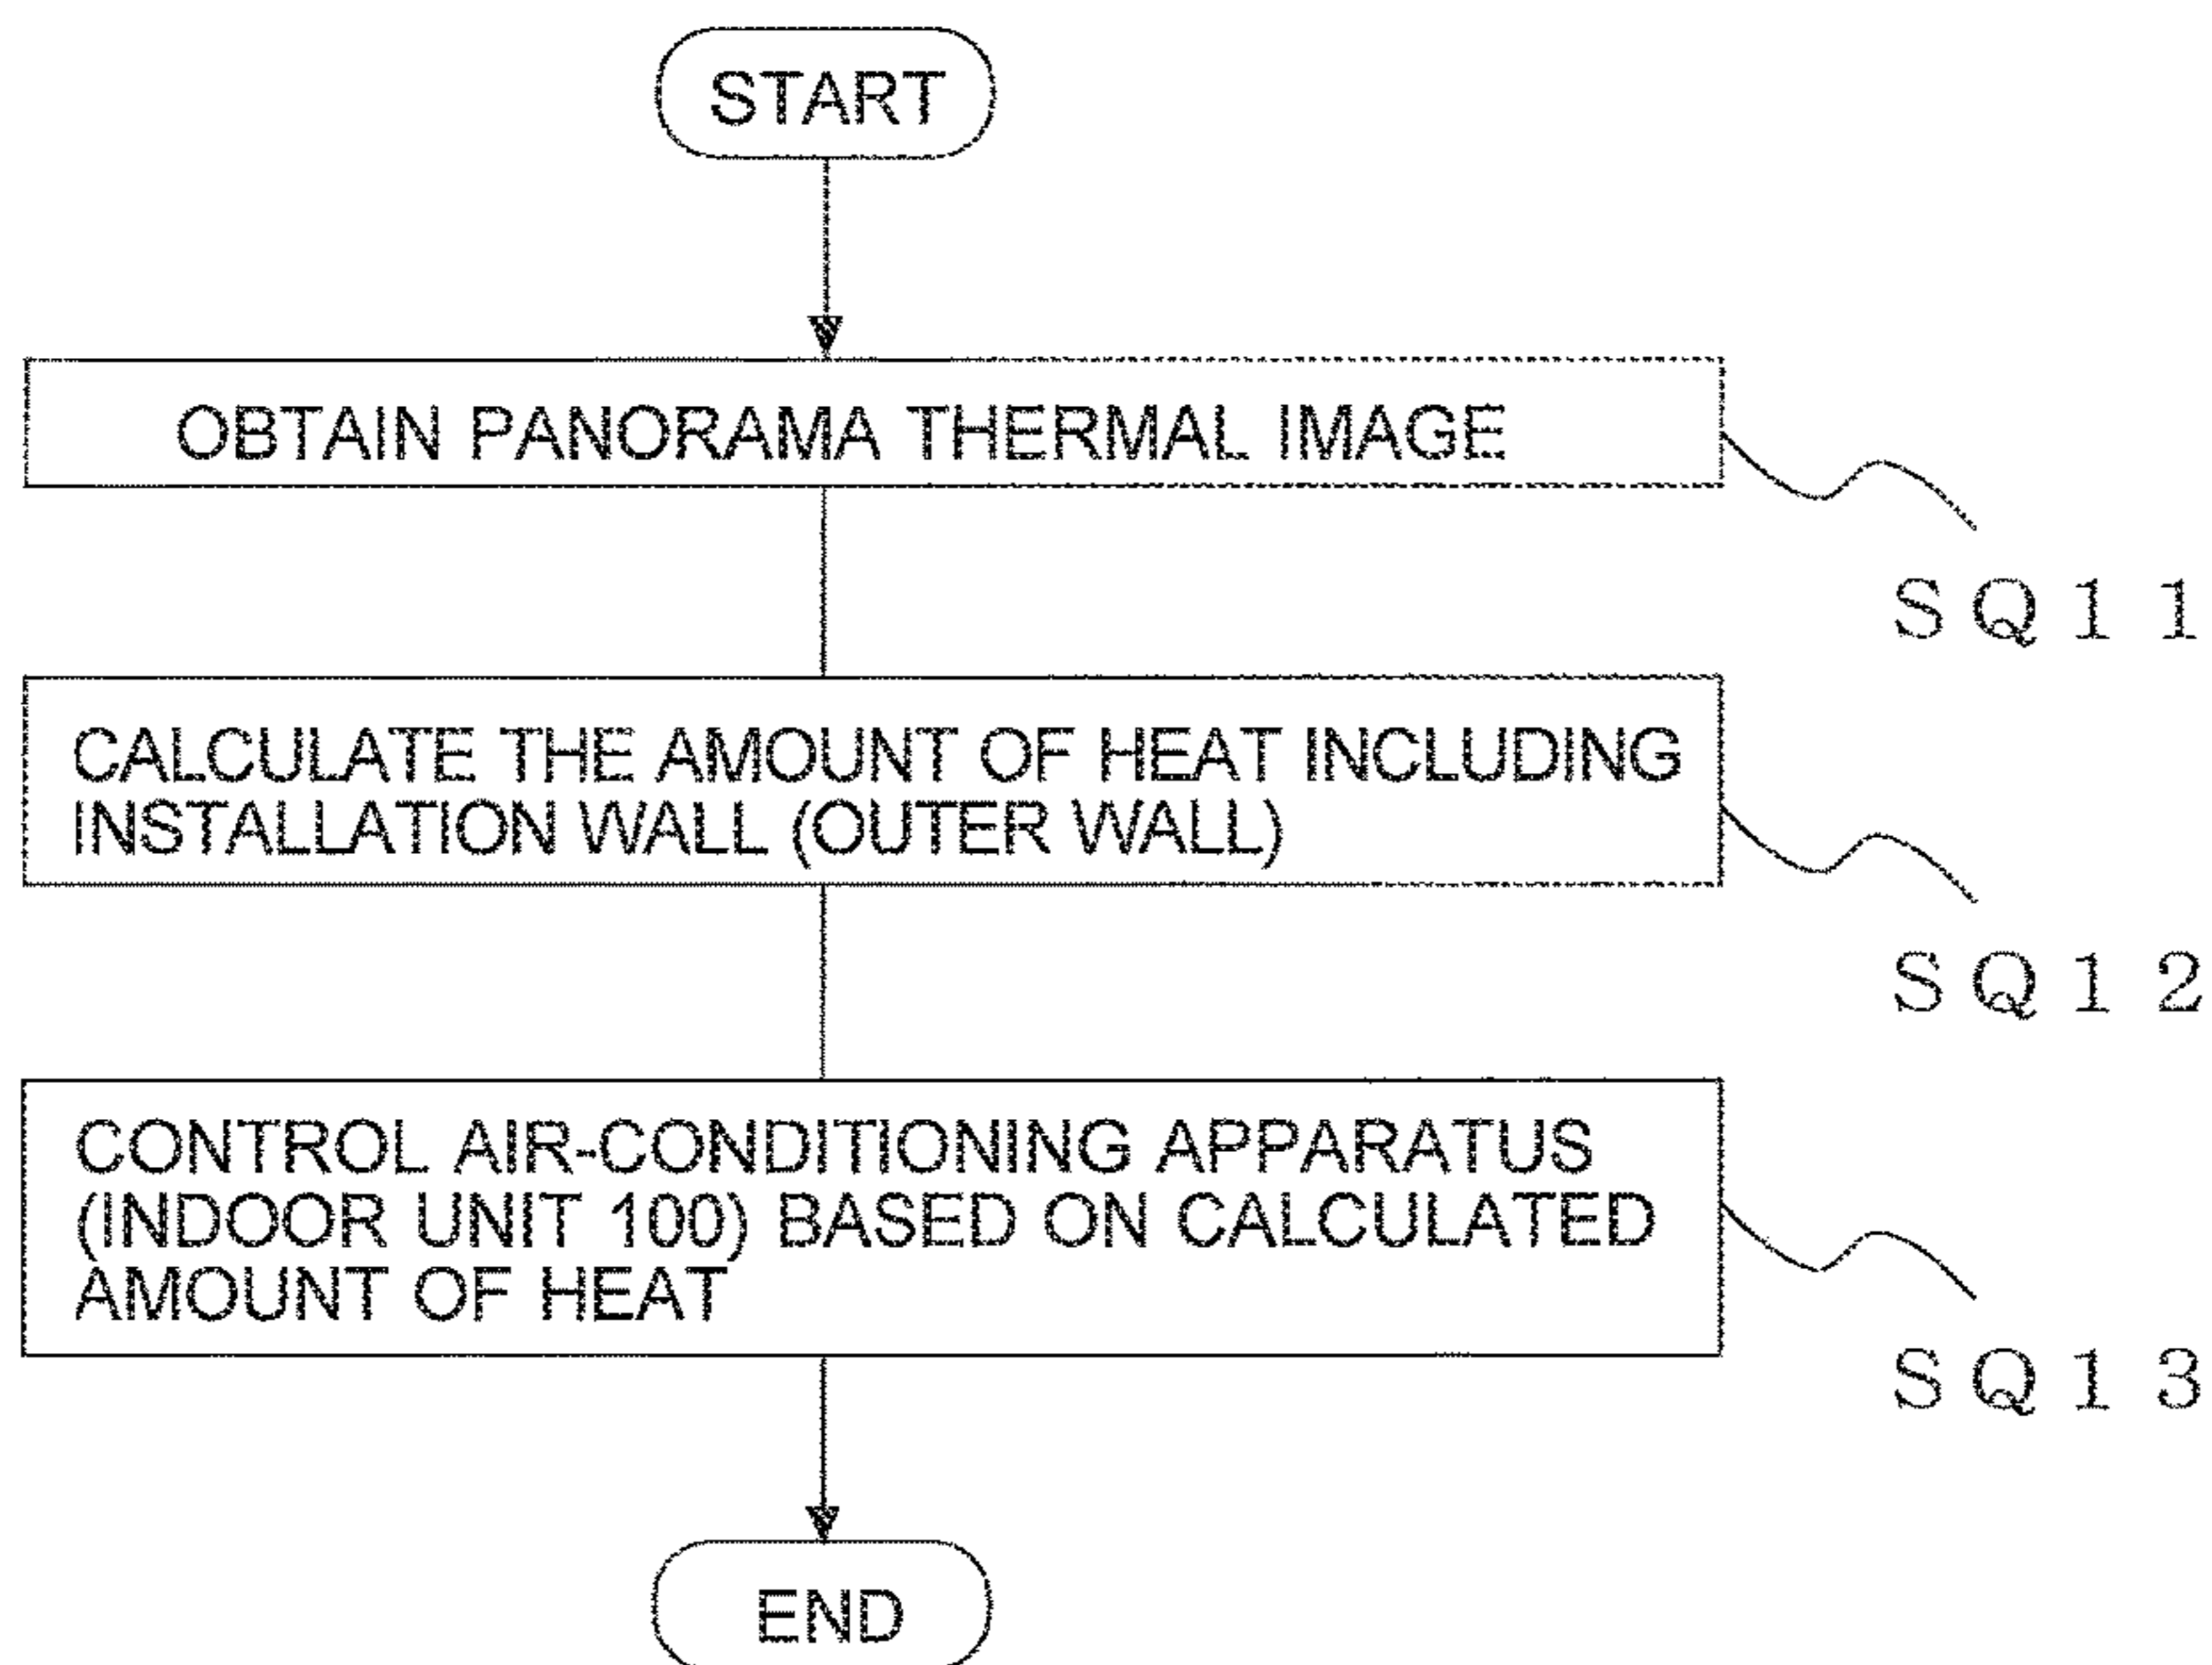 START
OBTAIN PANORAMA THERMAL IMAGE
SQ11
CALCULATE THE AMOUNT OF HEAT INCLUDING
INSTALLATION WALL (OUTER WALL)
SQ12
CONTROL AIR-CONDITIONING APPARATUS
(INDOOR UNIT 100) BASED ON CALCULATED
AMOUNT OF HEAT
SQ13
END